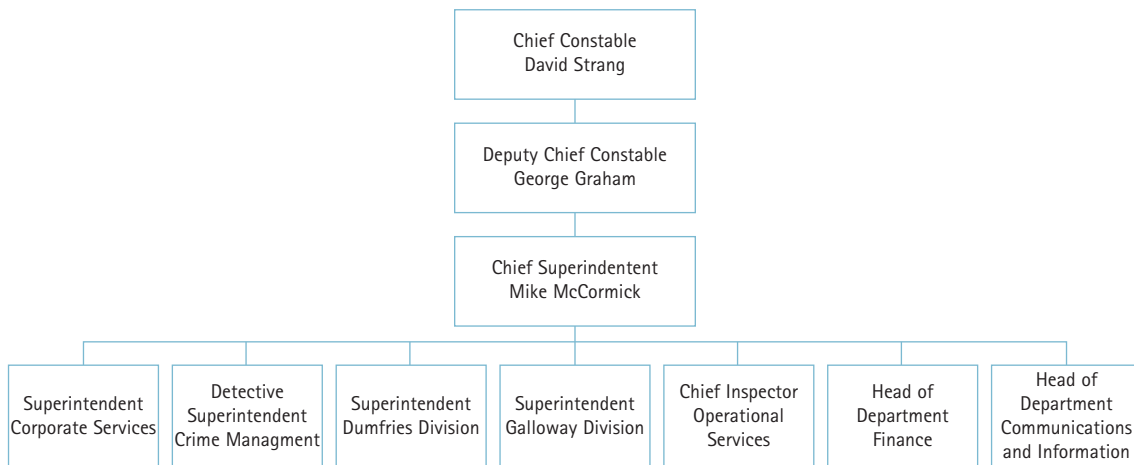 Chief Constable
David Strang
Deputy Chief Constable
George Graham
Chief Superindentent
Mike McCormick
Superintendent
Corporate Services
Detective
Superintendent
Crime Managment
Superintendent
Dumfries Division
Superintendent
Galloway Division
Chief Inspector
Operational
Services
Head of
Department
Finance
Head of
Department
Communications
and Information